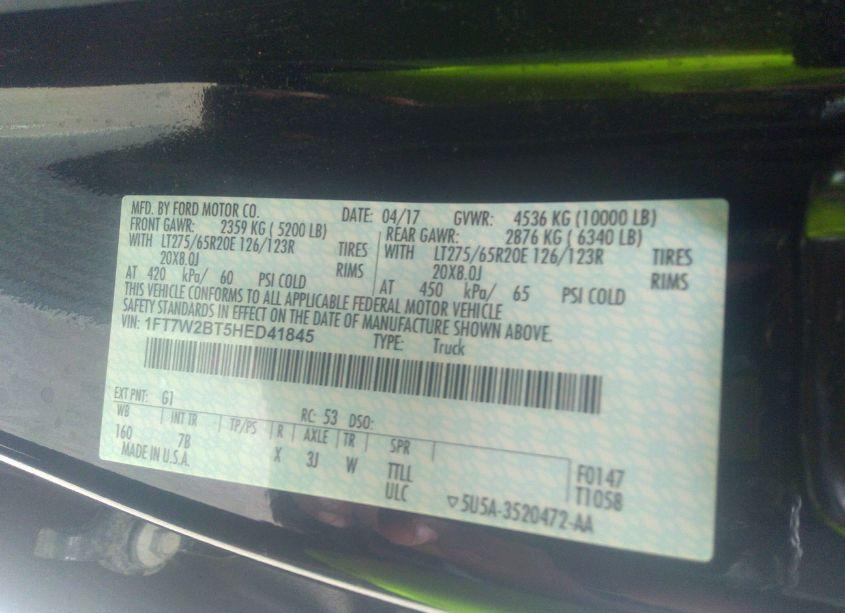 MFD. BY FORD MOTOR CO. DATE: 04/17 GVWR: 4536 KG (10000 LB)
FRONT GAWR: 2359 KG ( 5200 LB) REAR GAWR: 2876 KG ( 6340 LB)
WITH LT275/65R20E 126/123R TIRES WITH LT275/65R20E 126/123R TIRES
20X8.0J RIMS 20X8.0J RIMS
AT 420 kPa/ 60 PSI COLD AT 450 kPa/ 65 PSI COLD
THIS VEHICLE CONFORMS TO ALL APPLICABLE FEDERAL MOTOR VEHICLE
SAFETY STANDARDS IN EFFECT ON THE DATE OF MANUFACTURE SHOWN ABOVE.
VIN: 1FT7W2BT5HED41845 TYPE: Truck
EXT PNT: G1 RC: 53 DSO:
WB INT TR TP/PS R AXLE TR SPR
160 7B X 3J W TTLL F0147
MADE IN U.S.A. ULC T1058
▽5U5A-3520472-AA